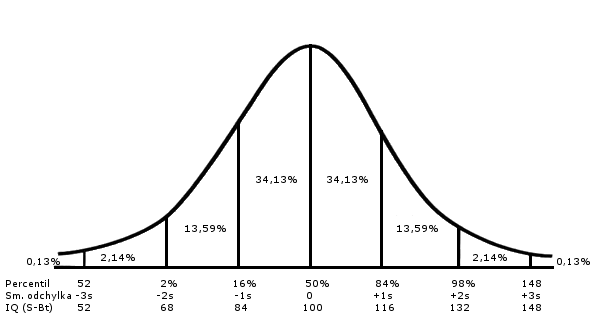 34,13% 34,13%
13,59% 13,59%
0,13% 2,14% 2,14% 0,13%
Percentil 52 2% 16% 50% 84% 98% 148
Sm. odchylka -3s -2s -1s 0 +1s +2s +3s
IQ (S-Bt) 52 68 84 100 116 132 148